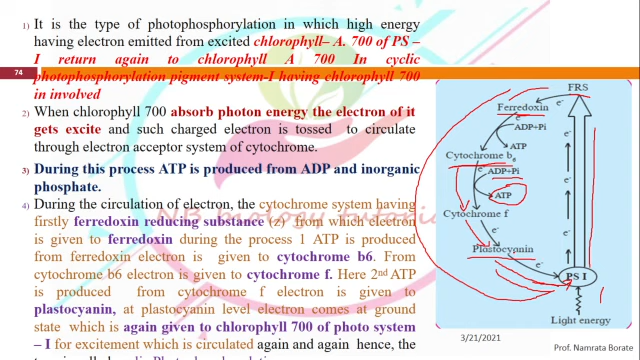 1) It is the type of photophosphorylation in which high energy
having electron emitted from excited chlorophyll– A. 700 of PS –
I return again to chlorophyll A 700 In cyclic
74
photophosphorylation pigment system-I having chlorophyll 700
in involved
2) When chlorophyll 700 absorb photon energy the electron of it
gets excite and such charged electron is tossed to circulate
through electron acceptor system of cytochrome.
3) During this process ATP is produced from ADP and inorganic
phosphate.
4) During the circulation of electron, the cytochrome system having
firstly ferredoxin reducing substance (z) from which electron
is given to ferredoxin during the process 1 ATP is produced
from ferredoxin electron is given to cytochrome b6. From
cytochrome b6 electron is given to cytochrome f. Here 2nd ATP
is produced from cytochrome f electron is given to
plastocyanin, at plastocyanin level electron comes at ground
state which is again given to chlorophyll 700 of photo system
– I for excitement which is circulated again and again hence, the
FRS
e-
Ferredoxin
e-
ADP+Pi
ATP
e-
Cytochrome b6
e-
ADP+Pi
ATP
e-
Cytochrome f
e-
Plastocyanin
e-
e-
PS I
Light energy
N.B biology tutorials
3/21/2021
Prof. Namrata Borate